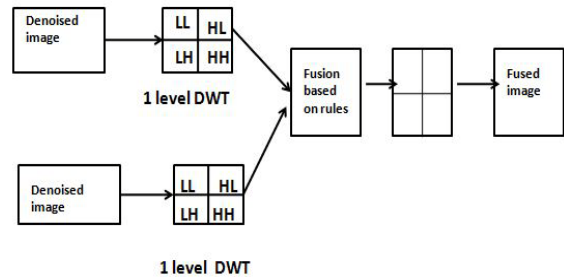 Denoised
image
LL HL
LH HH
1 level DWT
Fusion
based
on rules
Fused
image
Denoised
image
LL HL
LH HH
1 level DWT